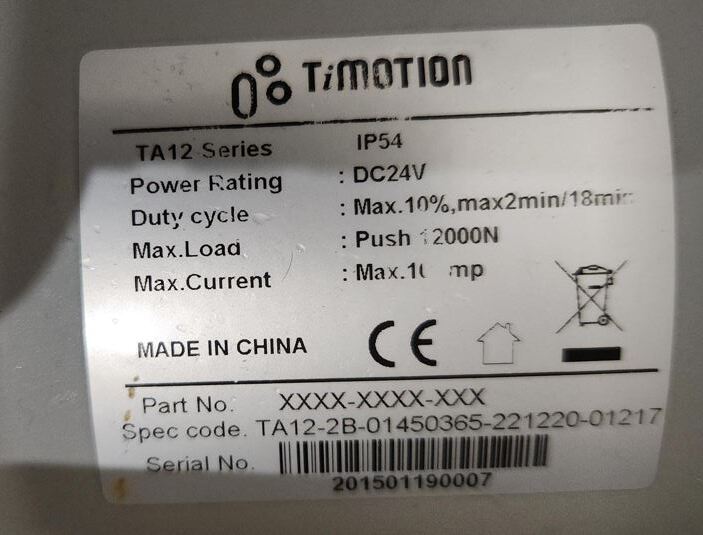 TiMOTION
TA12 Series IP54
Power Rating : DC24V
Duty cycle : Max.10%,max2min/18min
Max.Load : Push 12000N
Max.Current : Max.
MADE IN CHINA CE
Part No. XXXX-XXXX-XXX
Spec code. TA12-2B-01450365-221220-01217
Serial No.
201501190007